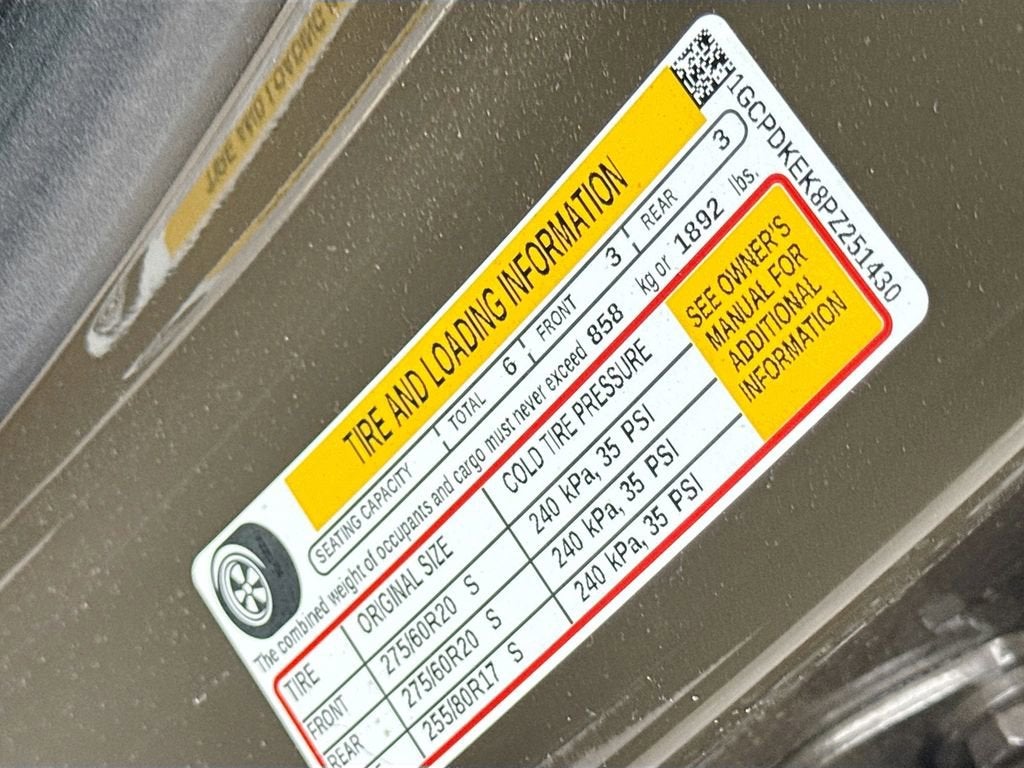 TIRE AND LOADING INFORMATION
SEATING CAPACITY TOTAL 6 FRONT 3 REAR 3
The combined weight of occupants and cargo must never exceed 858 kg or 1892 lbs.
TIRE ORIGINAL SIZE COLD TIRE PRESSURE
FRONT 275/60R20 S 240 kPa, 35 PSI
REAR 275/60R20 S 240 kPa, 35 PSI
255/80R17 S 240 kPa, 35 PSI
SEE OWNER'S
MANUAL FOR
ADDITIONAL
INFORMATION
1GCPDKEK8PZ251430